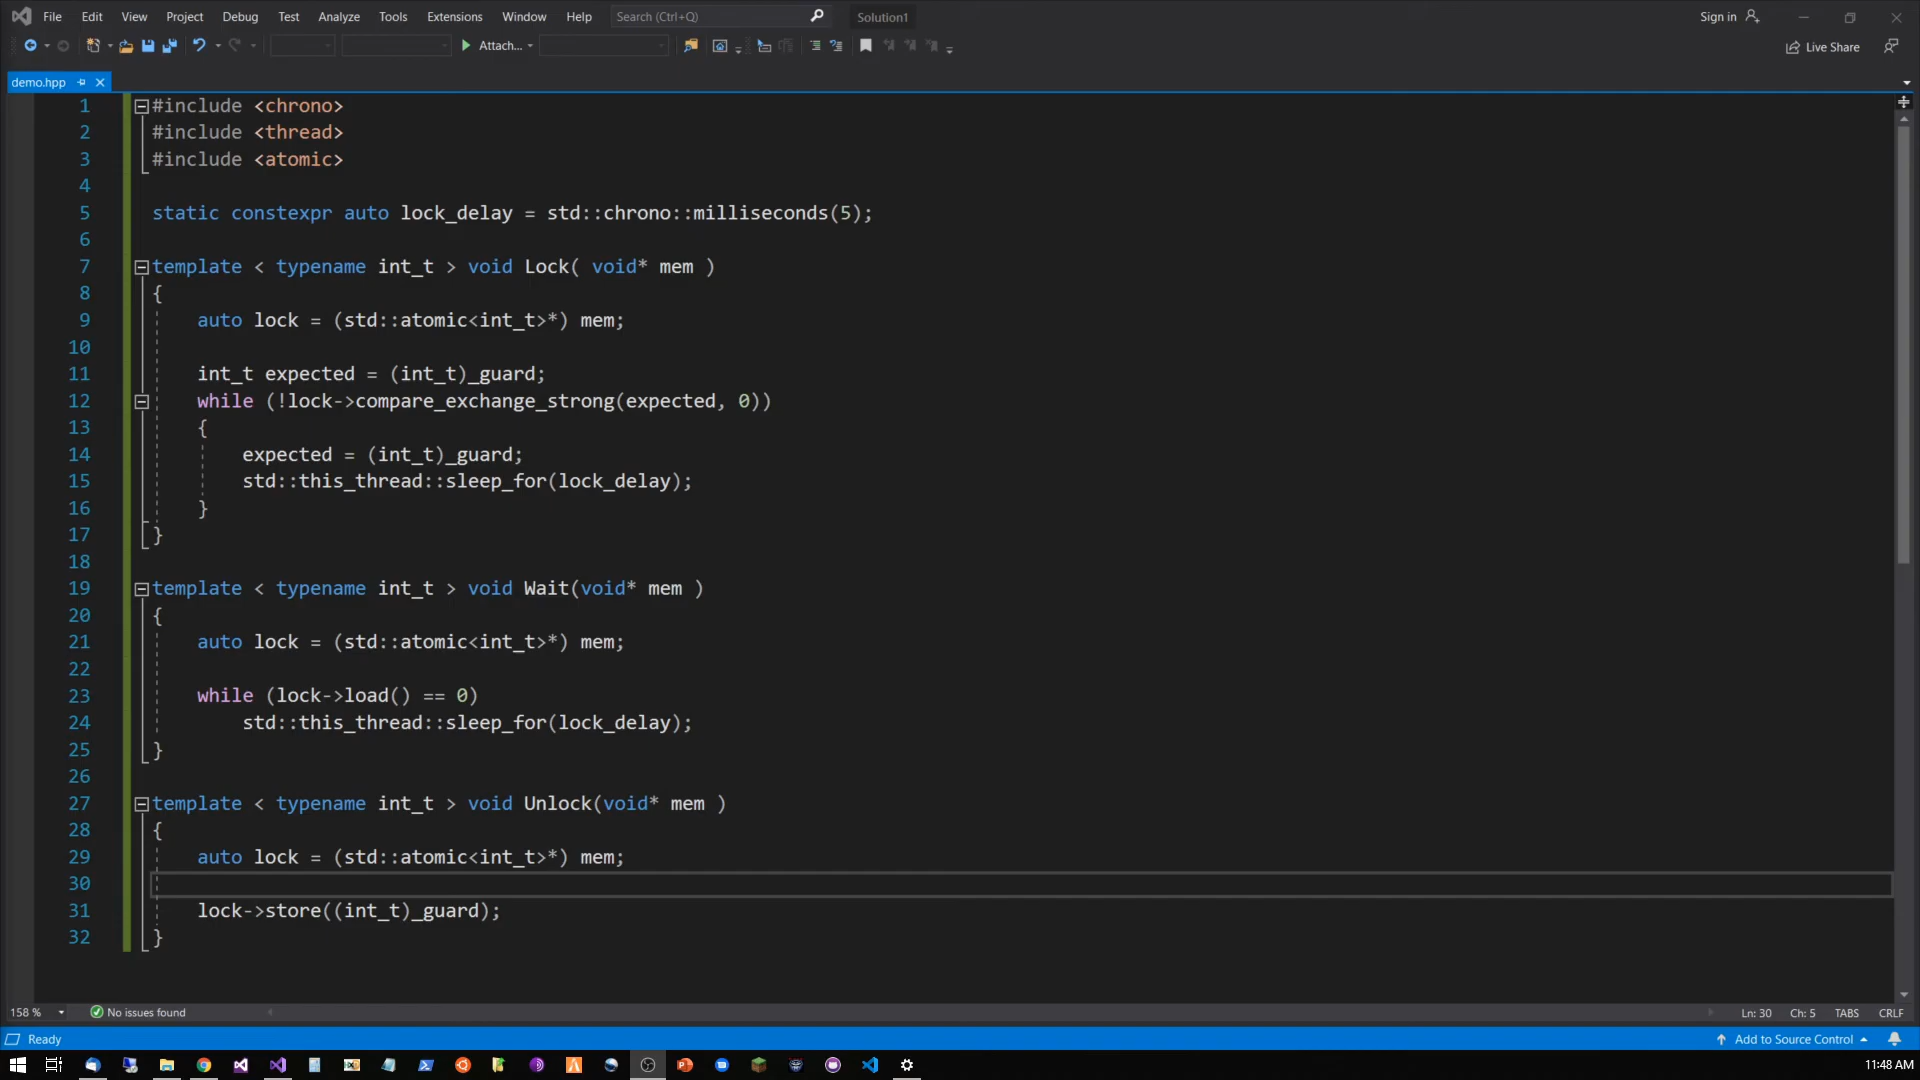 File Edit View Project Debug Test Analyze Tools Extensions Window Help Search (Ctrl+Q) Solution1 Sign in
Attach... Live Share
demo.hpp
1 #include <chrono>
2 #include <thread>
3 #include <atomic>
4
5 static constexpr auto lock_delay = std::chrono::milliseconds(5);
6
7 template < typename int_t > void Lock( void* mem )
8 {
9 auto lock = (std::atomic<int_t>*) mem;
10
11 int_t expected = (int_t)_guard;
12 while (!lock->compare_exchange_strong(expected, 0))
13 {
14 expected = (int_t)_guard;
15 std::this_thread::sleep_for(lock_delay);
16 }
17 }
18
19 template < typename int_t > void Wait(void* mem )
20 {
21 auto lock = (std::atomic<int_t>*) mem;
22
23 while (lock->load() == 0)
24 std::this_thread::sleep_for(lock_delay);
25 }
26
27 template < typename int_t > void Unlock(void* mem )
28 {
29 auto lock = (std::atomic<int_t>*) mem;
30
31 lock->store((int_t)_guard);
32 }
158 % No issues found Ln: 30 Ch: 5 TABS CRLF
Ready Add to Source Control
11:48 AM